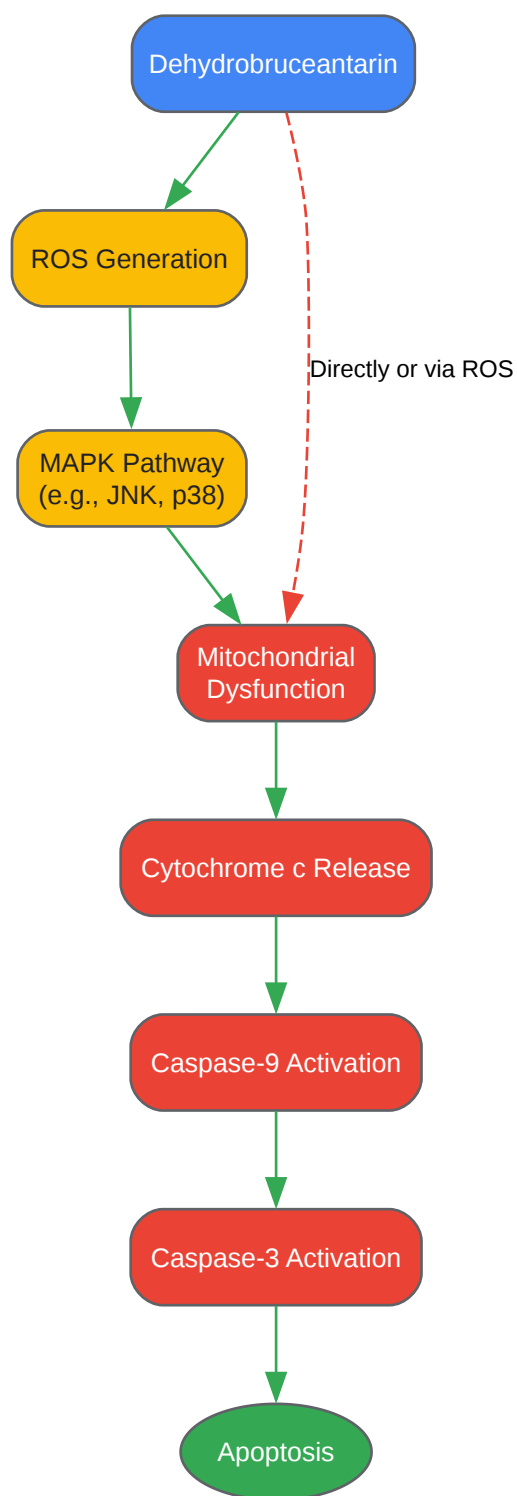 Dehydrobruceantarin
ROS Generation
Directly or via ROS
MAPK Pathway
(e.g., JNK, p38)
Mitochondrial
Dysfunction
Cytochrome c Release
Caspase-9 Activation
Caspase-3 Activation
Apoptosis